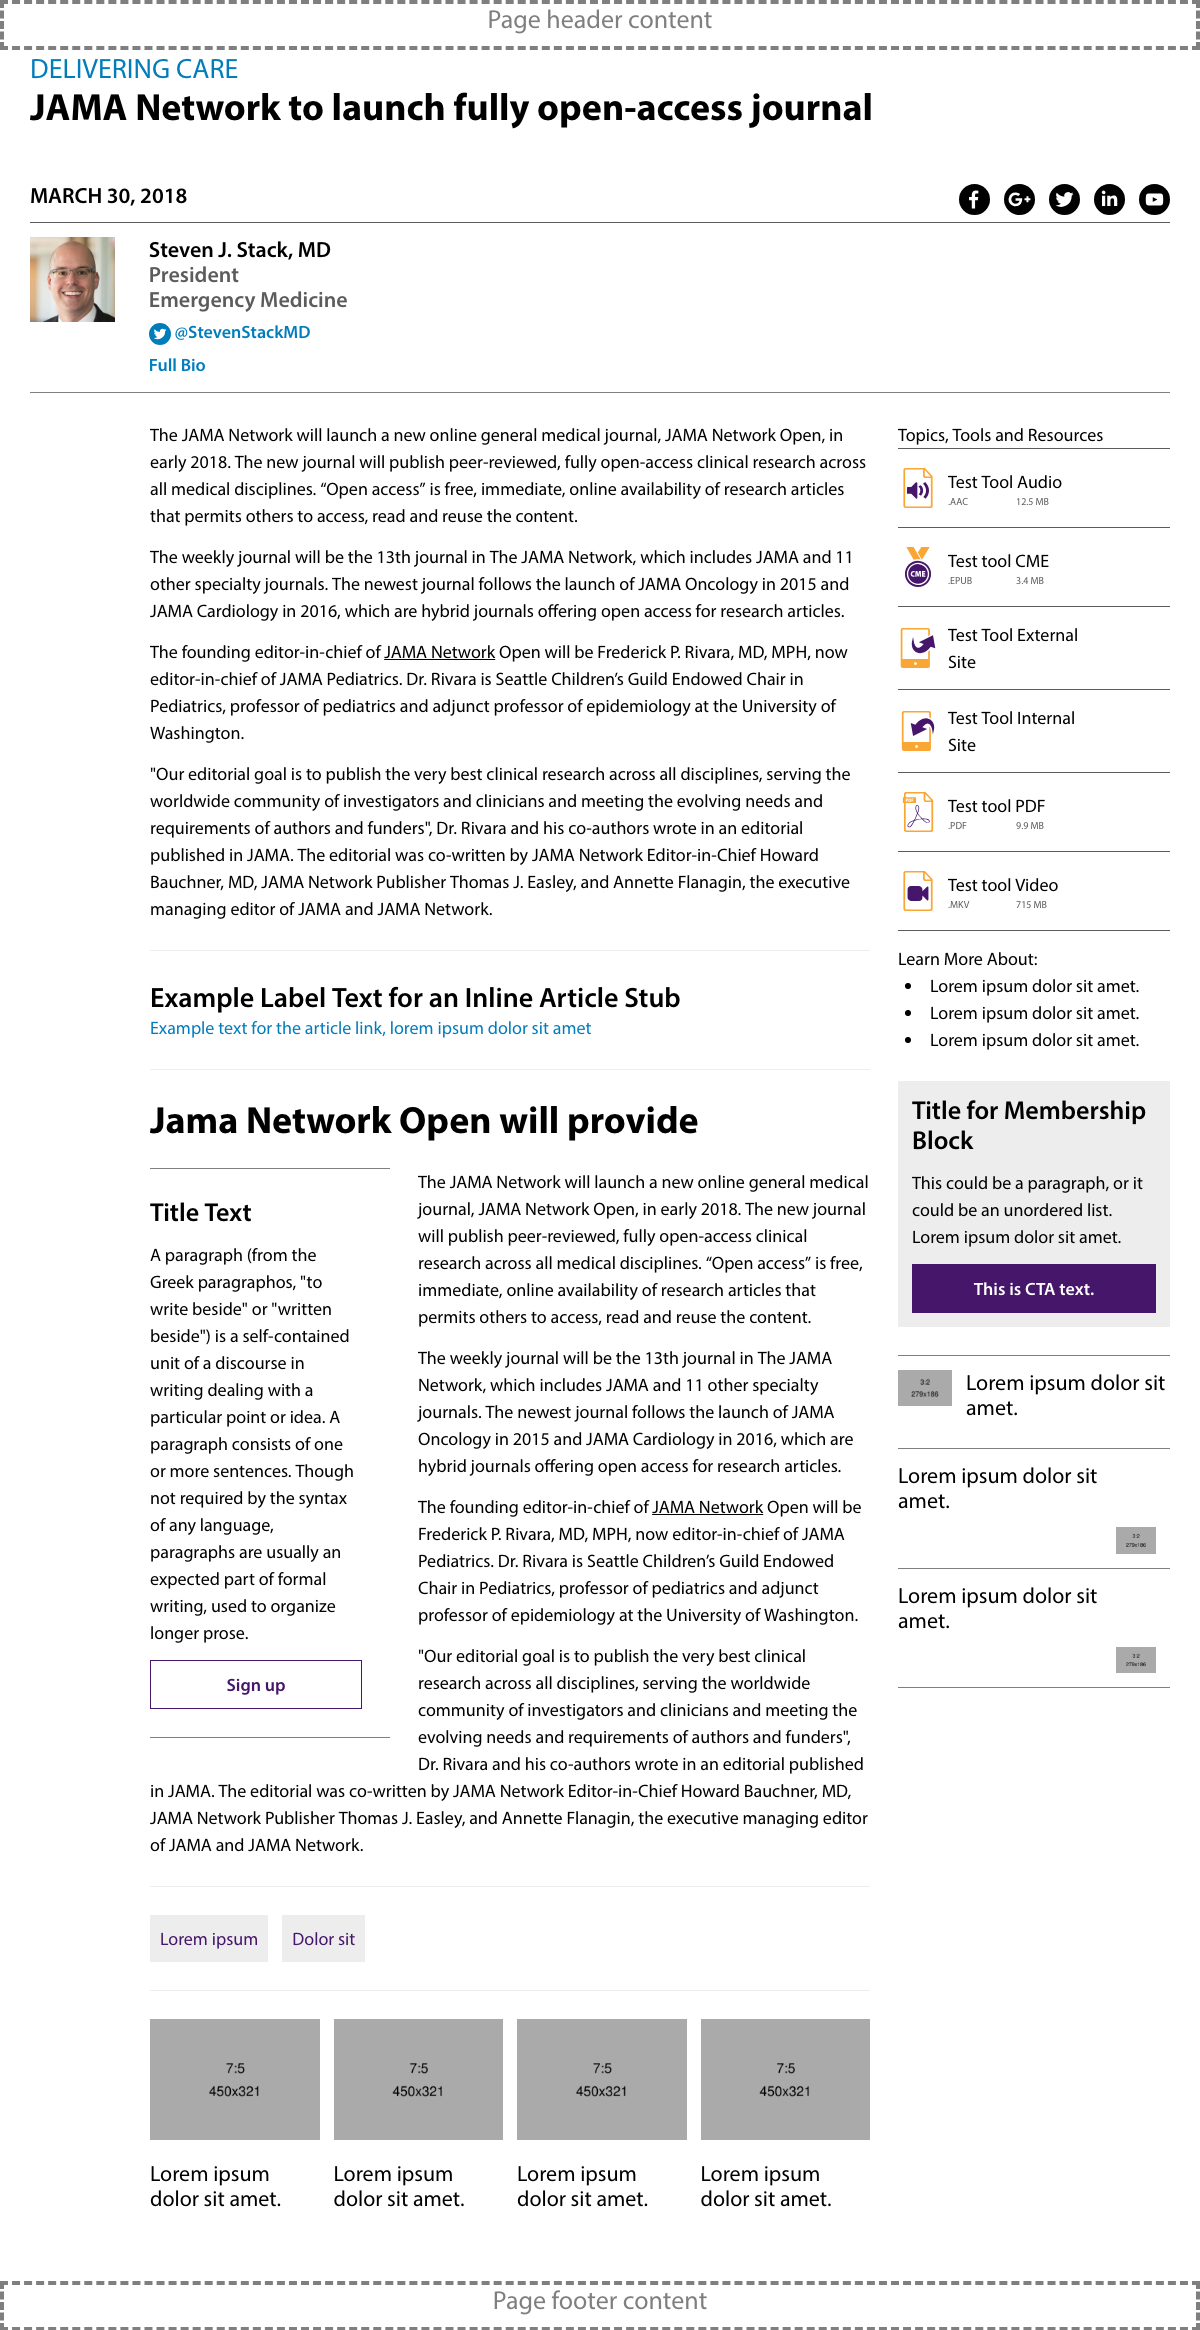 Page header content
DELIVERING CARE
JAMA Network to launch fully open-access journal
MARCH 30, 2018
Steven J. Stack, MD
President
Emergency Medicine
@StevenStackMD
Full Bio
The JAMA Network will launch a new online general medical journal, JAMA Network Open, in
early 2018. The new journal will publish peer-reviewed, fully open-access clinical research across
all medical disciplines. “Open access” is free, immediate, online availability of research articles
that permits others to access, read and reuse the content.
The weekly journal will be the 13th journal in The JAMA Network, which includes JAMA and 11
other specialty journals. The newest journal follows the launch of JAMA Oncology in 2015 and
JAMA Cardiology in 2016, which are hybrid journals offering open access for research articles.
The founding editor-in-chief of JAMA Network Open will be Frederick P. Rivara, MD, MPH, now
editor-in-chief of JAMA Pediatrics. Dr. Rivara is Seattle Children’s Guild Endowed Chair in
Pediatrics, professor of pediatrics and adjunct professor of epidemiology at the University of
Washington.
"Our editorial goal is to publish the very best clinical research across all disciplines, serving the
worldwide community of investigators and clinicians and meeting the evolving needs and
requirements of authors and funders", Dr. Rivara and his co-authors wrote in an editorial
published in JAMA. The editorial was co-written by JAMA Network Editor-in-Chief Howard
Bauchner, MD, JAMA Network Publisher Thomas J. Easley, and Annette Flanagin, the executive
managing editor of JAMA and JAMA Network.
Example Label Text for an Inline Article Stub
Example text for the article link, lorem ipsum dolor sit amet
Jama Network Open will provide
Title Text
A paragraph (from the
Greek paragraphos, "to
write beside" or "written
beside") is a self-contained
unit of a discourse in
writing dealing with a
particular point or idea. A
paragraph consists of one
or more sentences. Though
not required by the syntax
of any language,
paragraphs are usually an
expected part of formal
writing, used to organize
longer prose.
Sign up
The JAMA Network will launch a new online general medical
journal, JAMA Network Open, in early 2018. The new journal
will publish peer-reviewed, fully open-access clinical
research across all medical disciplines. “Open access” is free,
immediate, online availability of research articles that
permits others to access, read and reuse the content.
The weekly journal will be the 13th journal in The JAMA
Network, which includes JAMA and 11 other specialty
journals. The newest journal follows the launch of JAMA
Oncology in 2015 and JAMA Cardiology in 2016, which are
hybrid journals offering open access for research articles.
The founding editor-in-chief of JAMA Network Open will be
Frederick P. Rivara, MD, MPH, now editor-in-chief of JAMA
Pediatrics. Dr. Rivara is Seattle Children’s Guild Endowed
Chair in Pediatrics, professor of pediatrics and adjunct
professor of epidemiology at the University of Washington.
"Our editorial goal is to publish the very best clinical
research across all disciplines, serving the worldwide
community of investigators and clinicians and meeting the
evolving needs and requirements of authors and funders",
Dr. Rivara and his co-authors wrote in an editorial published
in JAMA. The editorial was co-written by JAMA Network Editor-in-Chief Howard Bauchner, MD,
JAMA Network Publisher Thomas J. Easley, and Annette Flanagin, the executive managing editor
of JAMA and JAMA Network.
Lorem ipsum
Dolor sit
7:5
450x321
7:5
450x321
7:5
450x321
7:5
450x321
Lorem ipsum
dolor sit amet.
Lorem ipsum
dolor sit amet.
Lorem ipsum
dolor sit amet.
Lorem ipsum
dolor sit amet.
Topics, Tools and Resources
Test Tool Audio
.AAC 12.5 MB
CME
Test tool CME
.EPUB 3.4 MB
Test Tool External
Site
Test Tool Internal
Site
PDF
Test tool PDF
.PDF 9.9 MB
Test tool Video
.MKV 715 MB
Learn More About:
Lorem ipsum dolor sit amet.
Lorem ipsum dolor sit amet.
Lorem ipsum dolor sit amet.
Title for Membership
Block
This could be a paragraph, or it
could be an unordered list.
Lorem ipsum dolor sit amet.
This is CTA text.
3:2
279x186
Lorem ipsum dolor sit
amet.
Lorem ipsum dolor sit
amet.
3:2
279x186
Lorem ipsum dolor sit
amet.
3:2
279x186
Page footer content